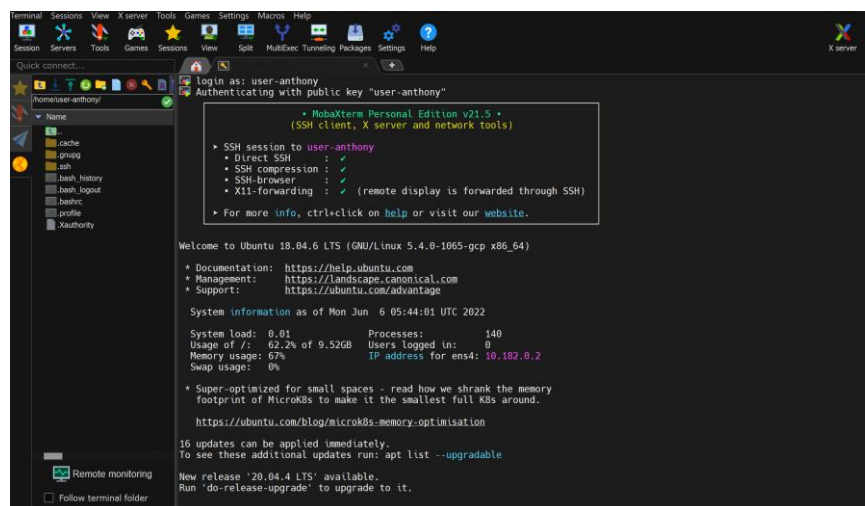 Terminal Sessions View X server Tools Games Settings Macros Help
Session Servers Tools Games Sessions View Split MultiExec Tunneling Packages Settings Help
X server
Quick connect...
/home/user-anthony/
Name
..
.cache
.gnupg
.ssh
.bash_history
.bash_logout
.bashrc
.profile
.Xauthority
Remote monitoring
Follow terminal folder
login as: user-anthony
Authenticating with public key "user-anthony"
• MobaXterm Personal Edition v21.5 •
(SSH client, X server and network tools)
➤ SSH session to user-anthony
• Direct SSH : ✓
• SSH compression : ✓
• SSH-browser : ✓
• X11-forwarding : ✓ (remote display is forwarded through SSH)
➤ For more info, ctrl+click on help or visit our website.
Welcome to Ubuntu 18.04.6 LTS (GNU/Linux 5.4.0-1065-gcp x86_64)
* Documentation: https://help.ubuntu.com
* Management: https://landscape.canonical.com
* Support: https://ubuntu.com/advantage
System information as of Mon Jun 6 05:44:01 UTC 2022
System load: 0.01 Processes: 140
Usage of /: 62.2% of 9.52GB Users logged in: 0
Memory usage: 67% IP address for ens4: 10.182.0.2
Swap usage: 0%
* Super-optimized for small spaces - read how we shrank the memory
footprint of MicroK8s to make it the smallest full K8s around.
https://ubuntu.com/blog/microk8s-memory-optimisation
16 updates can be applied immediately.
To see these additional updates run: apt list --upgradable
New release '20.04.4 LTS' available.
Run 'do-release-upgrade' to upgrade to it.